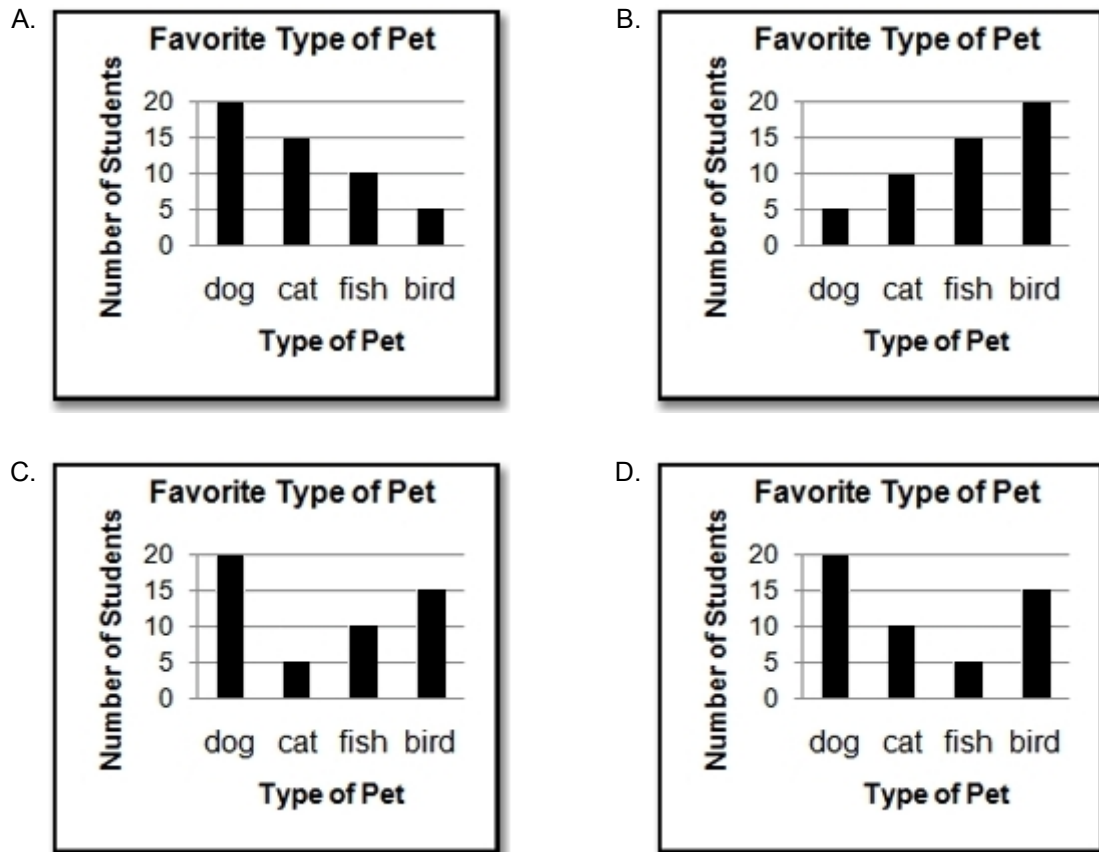 A.
Favorite Type of Pet
Number of Students
20
15
10
5
0
dog cat fish bird
Type of Pet
B.
Favorite Type of Pet
Number of Students
20
15
10
5
0
dog cat fish bird
Type of Pet
C.
Favorite Type of Pet
Number of Students
20
15
10
5
0
dog cat fish bird
Type of Pet
D.
Favorite Type of Pet
Number of Students
20
15
10
5
0
dog cat fish bird
Type of Pet